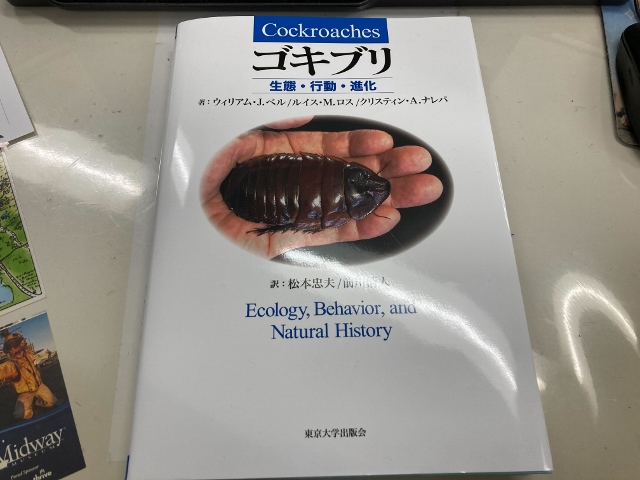 Cockroaches
ゴキブリ
生態・行動・進化
著：ウィリアム・J.ベル/ルイス・M.ロス/クリスティン・A.ナレパ
訳：松本忠夫/前川
Ecology, Behavior, and
Natural History
東京大学出版会
Midway